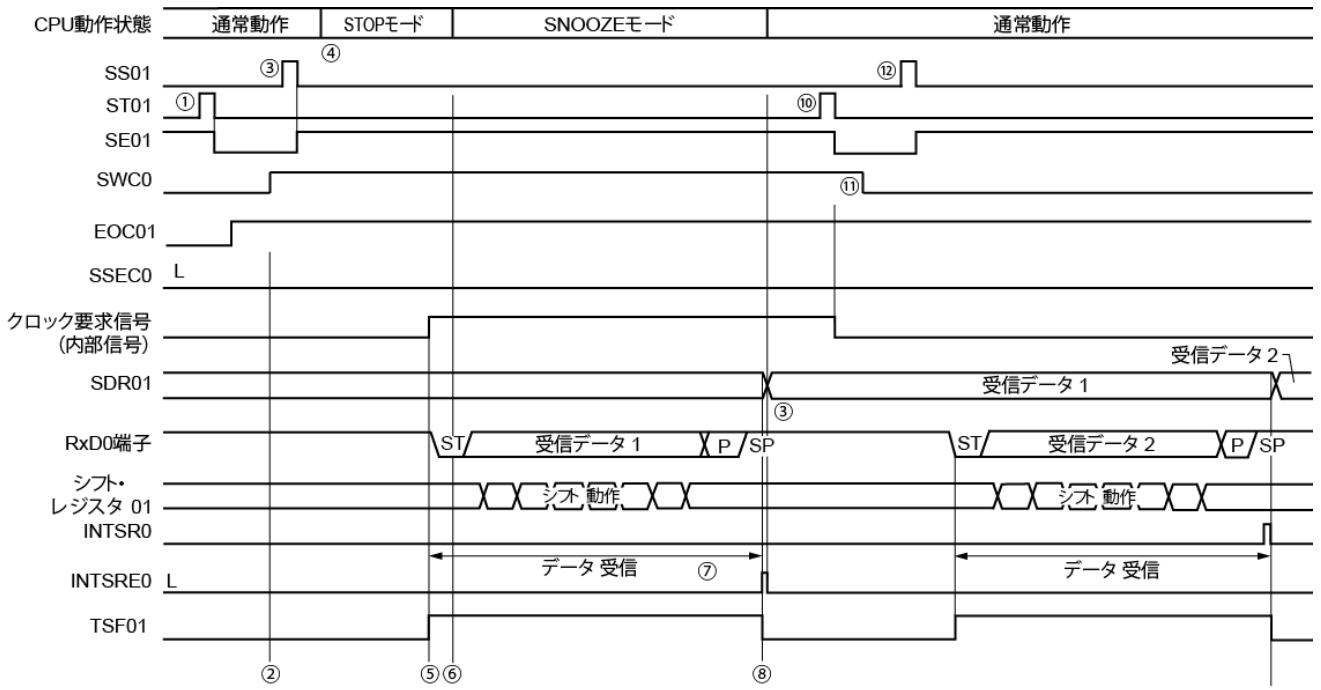 CPU動作状態 通常動作 STOPモード SNOOZEモード 通常動作
④
SS01 ③ ⑫
ST01 ① ⑩
SE01
SWC0 ⑪
EOC01
SSEC0 L
クロック要求信号
(内部信号)
受信データ 2
SDR01 受信データ 1
③
RxD0端子 ST 受信データ 1 P SP ST 受信データ 2 P SP
シフト・
レジスタ 01 シフト 動作 シフト 動作
INTSR0
データ 受信 ⑦ データ 受信
INTSRE0 L
TSF01
② ⑤ ⑥ ⑧